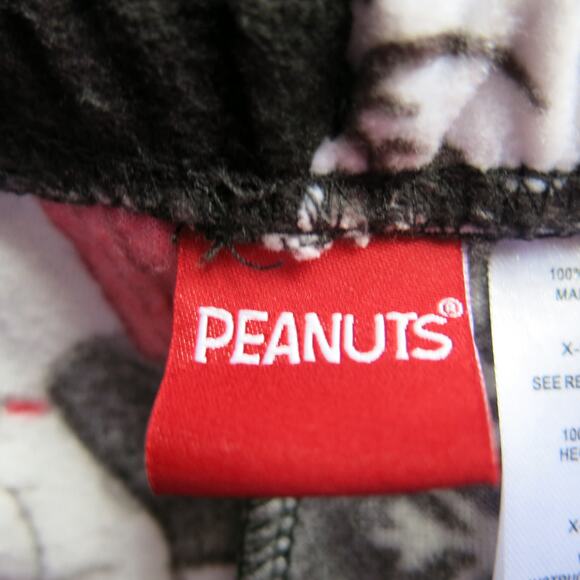 PEANUTS®
100%
MA
X-
SEE RE
100
HE
X